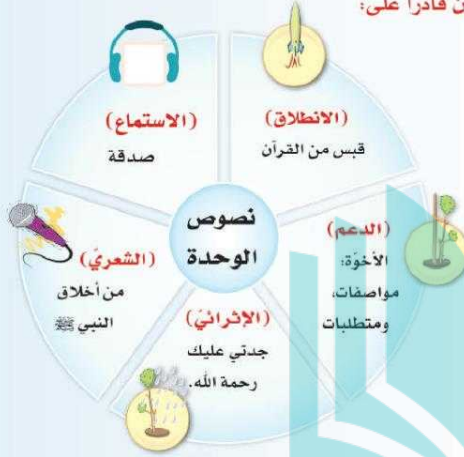 ن قادرًا على:
(الانطلاق)
قبس من القرآن
(الاستماع)
صدقة
نصوص
الوحدة
(الدعم)
الأخوّة:
مواصفات،
ومتطلبات
(الإثرائيّ)
جدتي عليك
رحمة الله.
(الشعريّ)
من أخلاق
النبي ﷺ